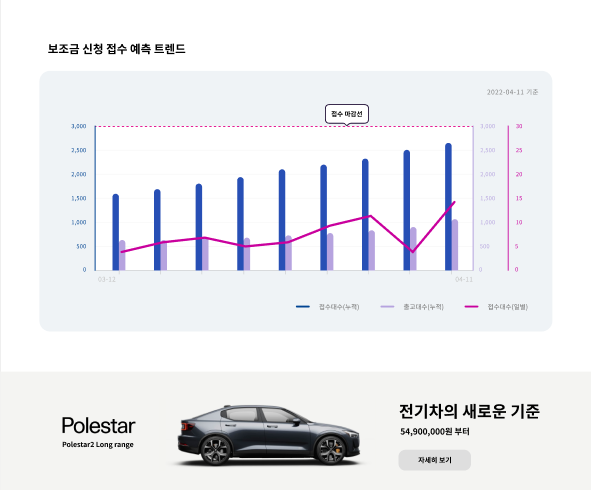 보조금 신청 접수 예측 트렌드
2022-04-11 기준
접수 마감선
3,000 3,000 30
2,500 2,500 25
2,000 2,000 20
1,500 1,500 15
1,000 1,000 10
500 500 5
0 0 0
03-12 04-11
접수대수(누적) 출고대수(누적) 접수대수(일별)
Polestar
Polestar2 Long range
전기차의 새로운 기준
54,900,000원 부터
자세히 보기